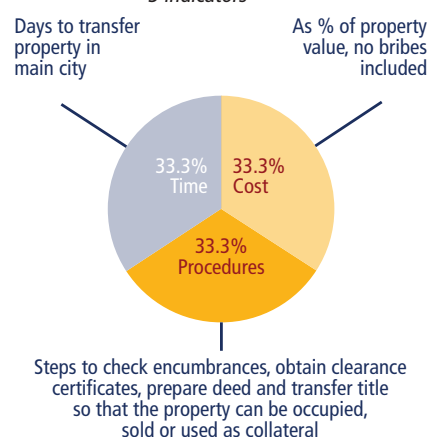 3 indicators
Days to transfer
property in
main city
As % of property
value, no bribes
included
33.3%
Time
33.3%
Cost
33.3%
Procedures
Steps to check encumbrances, obtain clearance
certificates, prepare deed and transfer title
so that the property can be occupied,
sold or used as collateral